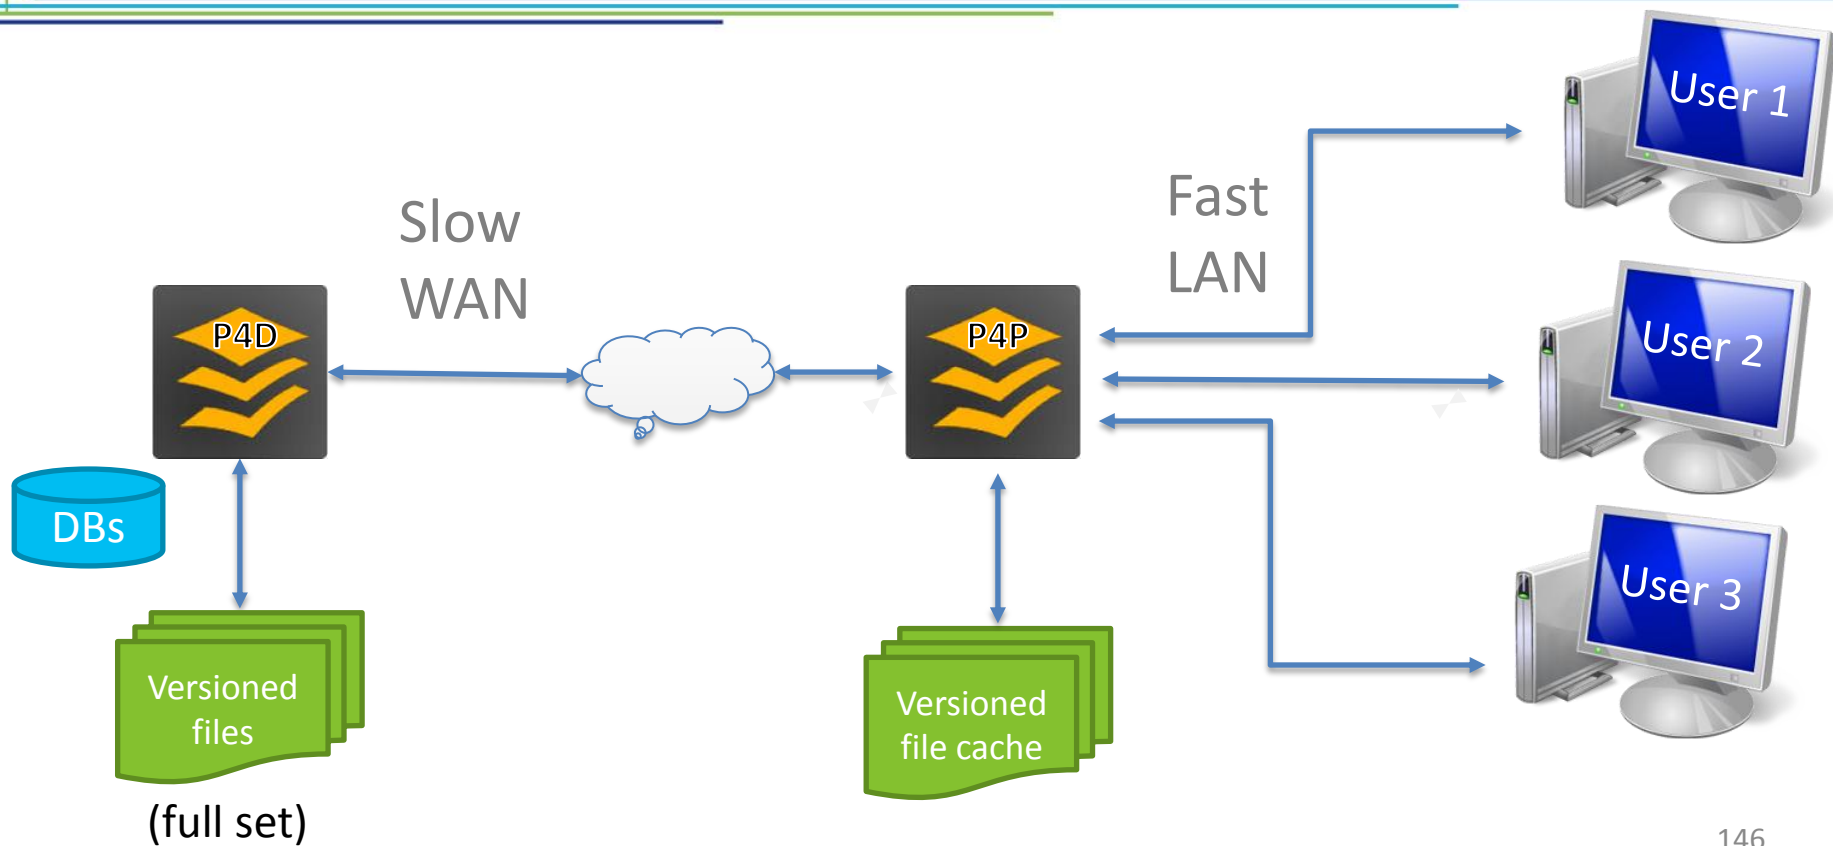 Slow
WAN
Fast
LAN
P4D
P4P
User 1
User 2
User 3
DBs
Versioned
files
(full set)
Versioned
file cache
146